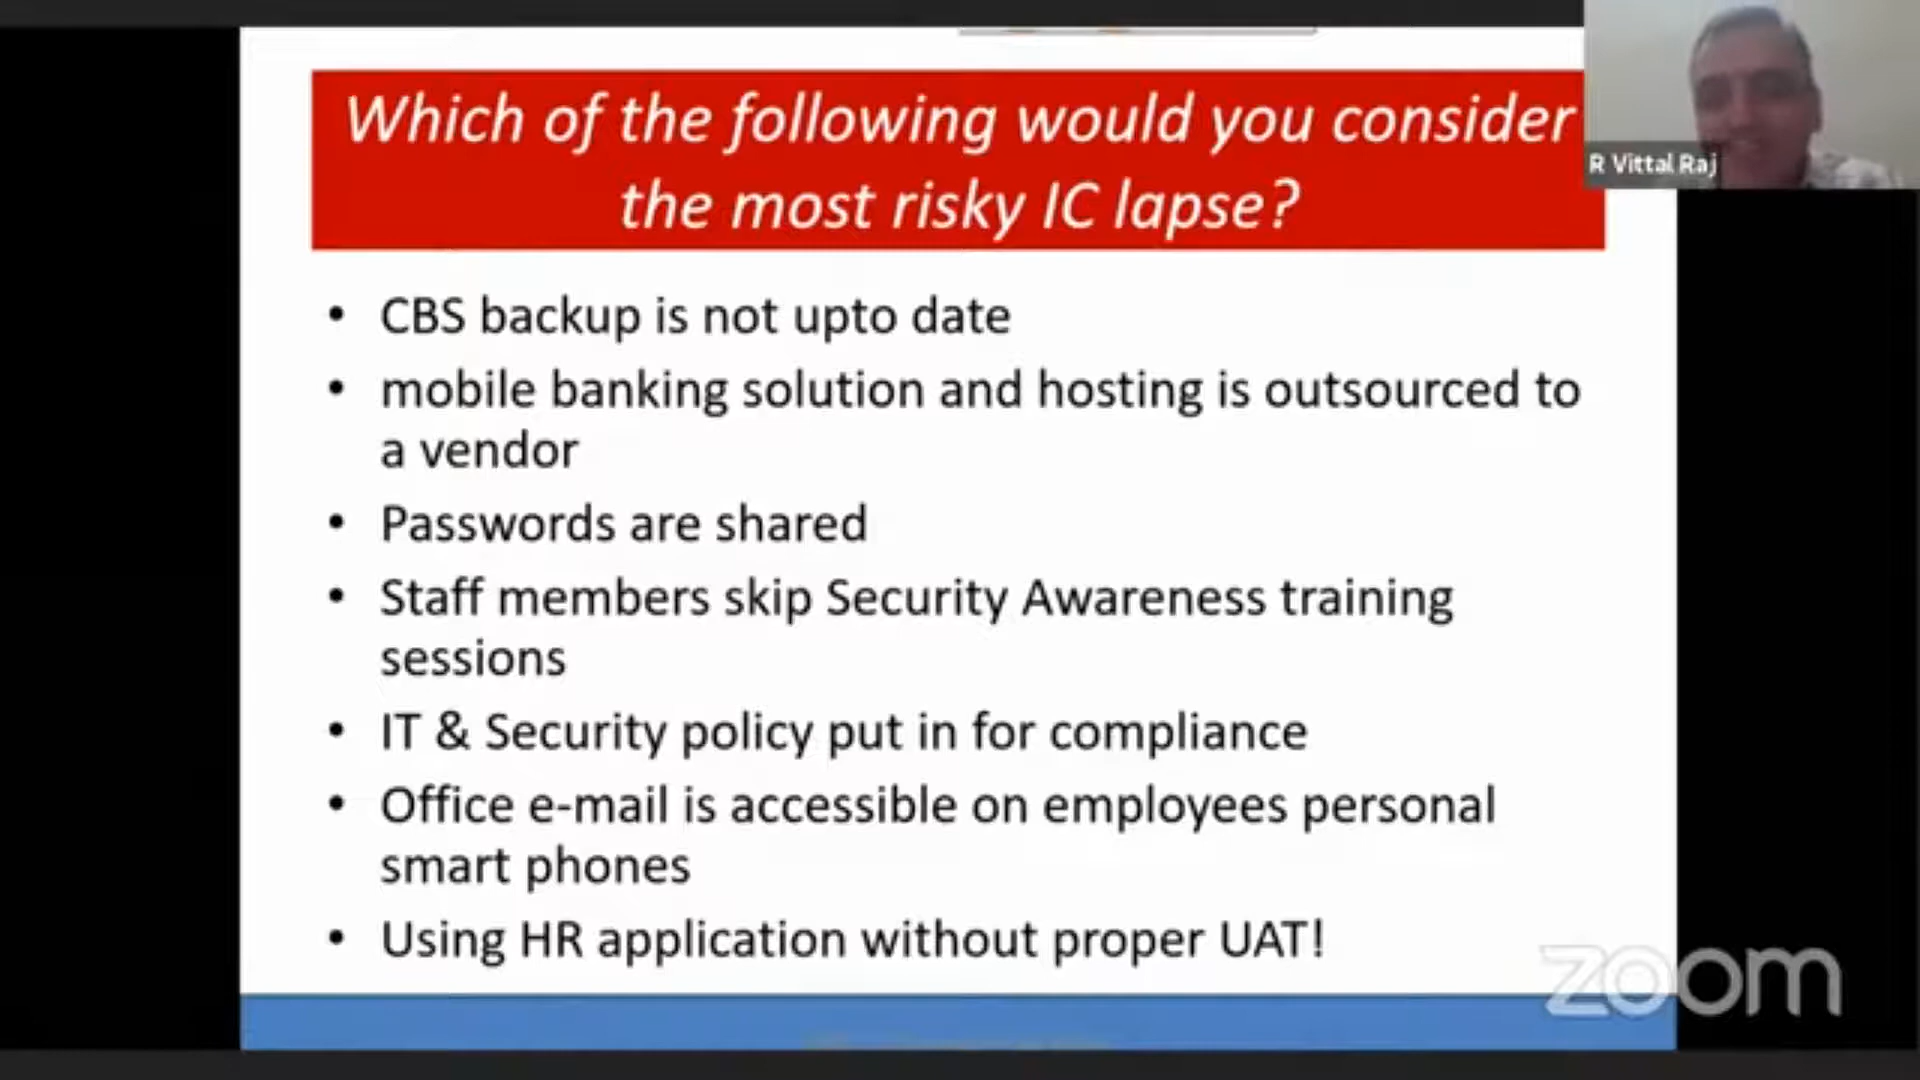 Which of the following would you consider
the most risky IC lapse?
R Vittal Raj
• CBS backup is not upto date
• mobile banking solution and hosting is outsourced to
a vendor
• Passwords are shared
• Staff members skip Security Awareness training
sessions
• IT & Security policy put in for compliance
• Office e-mail is accessible on employees personal
smart phones
• Using HR application without proper UAT!
zoom